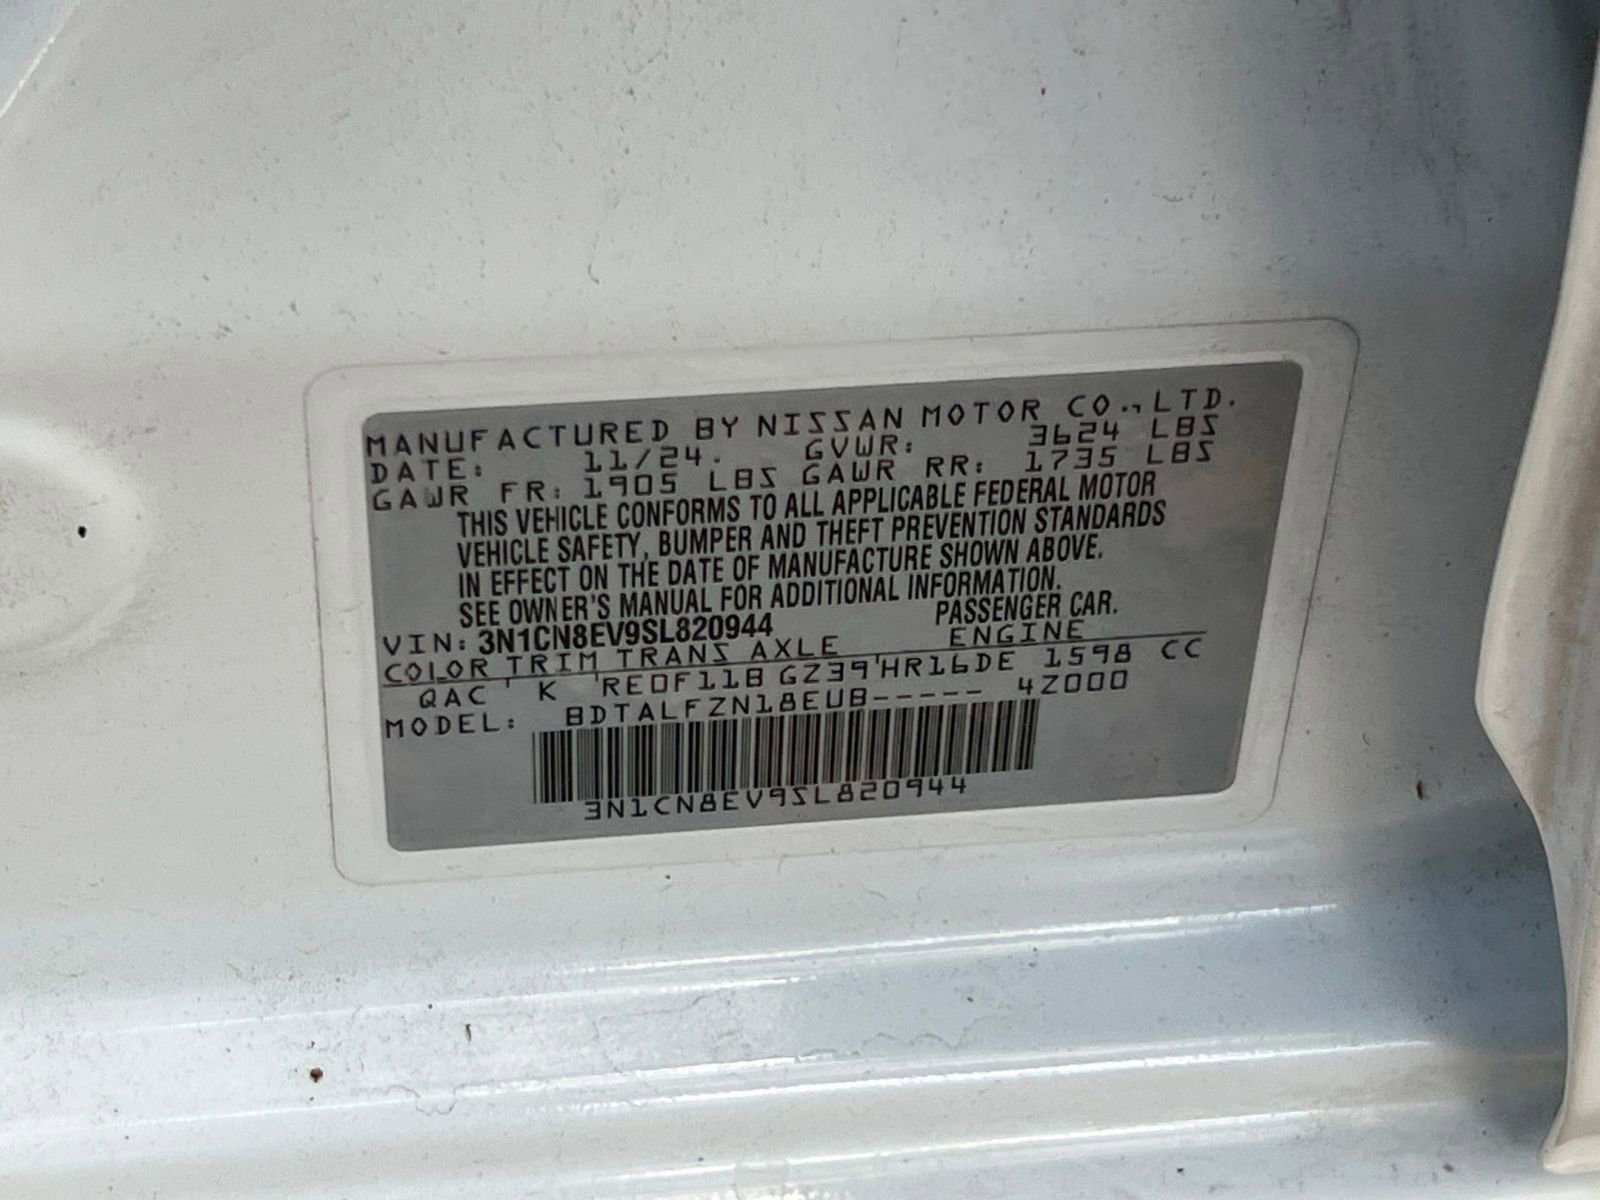 MANUFACTURED BY NISSAN MOTOR CO., LTD.
DATE: 11/24. GVWR: 3624 LBS
GAWR FR: 1905 LBS GAWR RR: 1735 LBS
THIS VEHICLE CONFORMS TO ALL APPLICABLE FEDERAL MOTOR
VEHICLE SAFETY, BUMPER AND THEFT PREVENTION STANDARDS
IN EFFECT ON THE DATE OF MANUFACTURE SHOWN ABOVE.
SEE OWNER'S MANUAL FOR ADDITIONAL INFORMATION.
VIN: 3N1CN8EV9SL820944 PASSENGER CAR.
COLOR TRIM TRANS AXLE ENGINE
QAC ' K 'RE0F11B GZ39'HR16DE 1598 CC
MODEL: BDTALFZN18EUB----- 4Z000
3N1CN8EV9SL820944